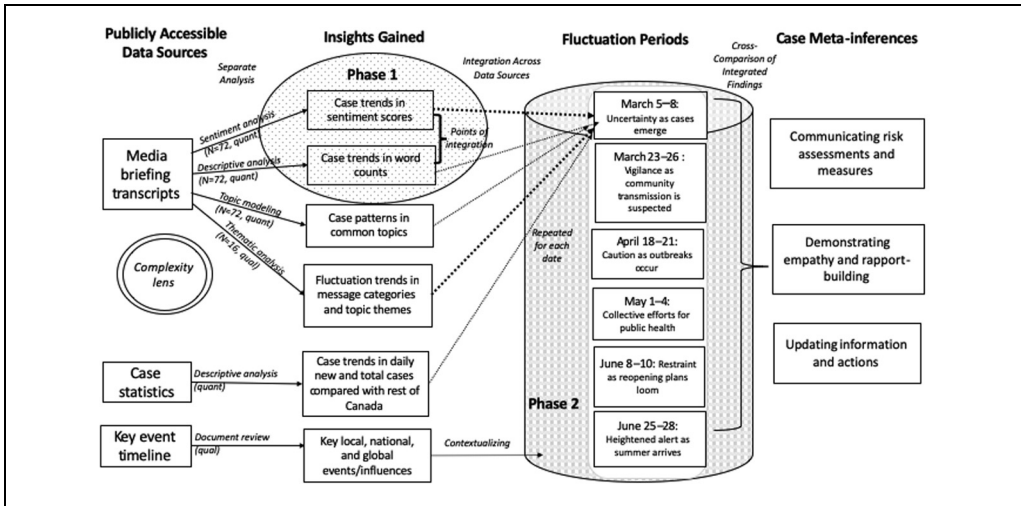 Publicly Accessible
Data Sources
Insights Gained
Fluctuation Periods
Case Meta-inferences
Separate
Analysis
Phase 1
Integration Across
Data Sources
Cross-
Comparison of
Integrated
Findings
Media
briefing
transcripts
Sentiment analysis
(N=72, quant)
Descriptive analysis
(N=72, quant)
Topic modeling
(N=72, quant)
Thematic analysis
(N=16, qual)
Case trends in
sentiment scores
Points of
integration
Case trends in word
counts
Case patterns in
common topics
Fluctuation trends in
message categories
and topic themes
Complexity
lens
Case
statistics
Descriptive analysis
(quant)
Case trends in daily
new and total cases
compared with rest of
Canada
Key event
timeline
Document review
(qual)
Key local, national,
and global
events/influences
Contextualizing
Repeated
for each
date
Phase 2
March 5–8:
Uncertainty as cases
emerge
March 23–26 :
Vigilance as
community
transmission is
suspected
April 18–21:
Caution as outbreaks
occur
May 1–4:
Collective efforts for
public health
June 8–10: Restraint
as reopening plans
loom
June 25–28:
Heightened alert as
summer arrives
Communicating risk
assessments and
measures
Demonstrating
empathy and rapport-
building
Updating information
and actions